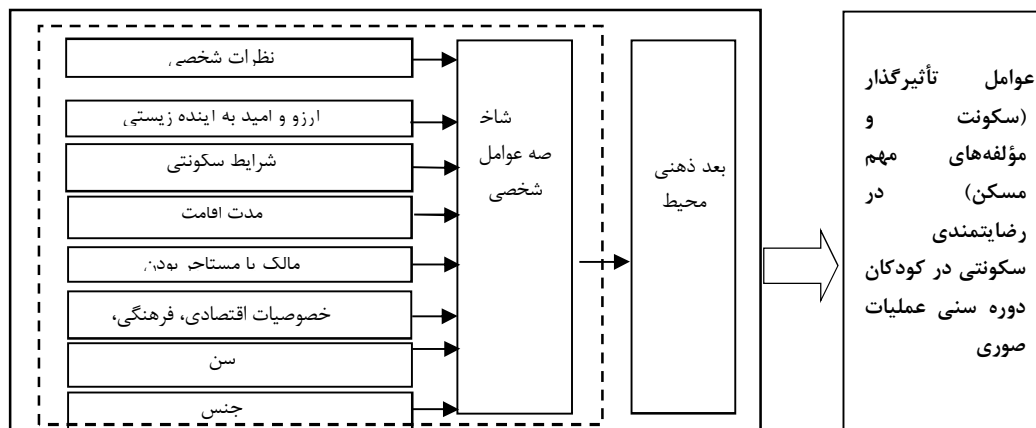 نظرات شخصی
ارزو و امید به اینده زیستی
شرایط سکونتی
مدت اقامت
مالک یا مستاجر بودن
خصوصیات اقتصادی، فرهنگی،
سن
جنس
شاخ
صه عوامل
شخصی
بعد ذهنی
محیط
عوامل تأثیرگذار
(سکونت و
مؤلفه‌های مهم
مسکن) در
رضایتمندی
سکونتی در کودکان
دوره سنی عملیات
صوری